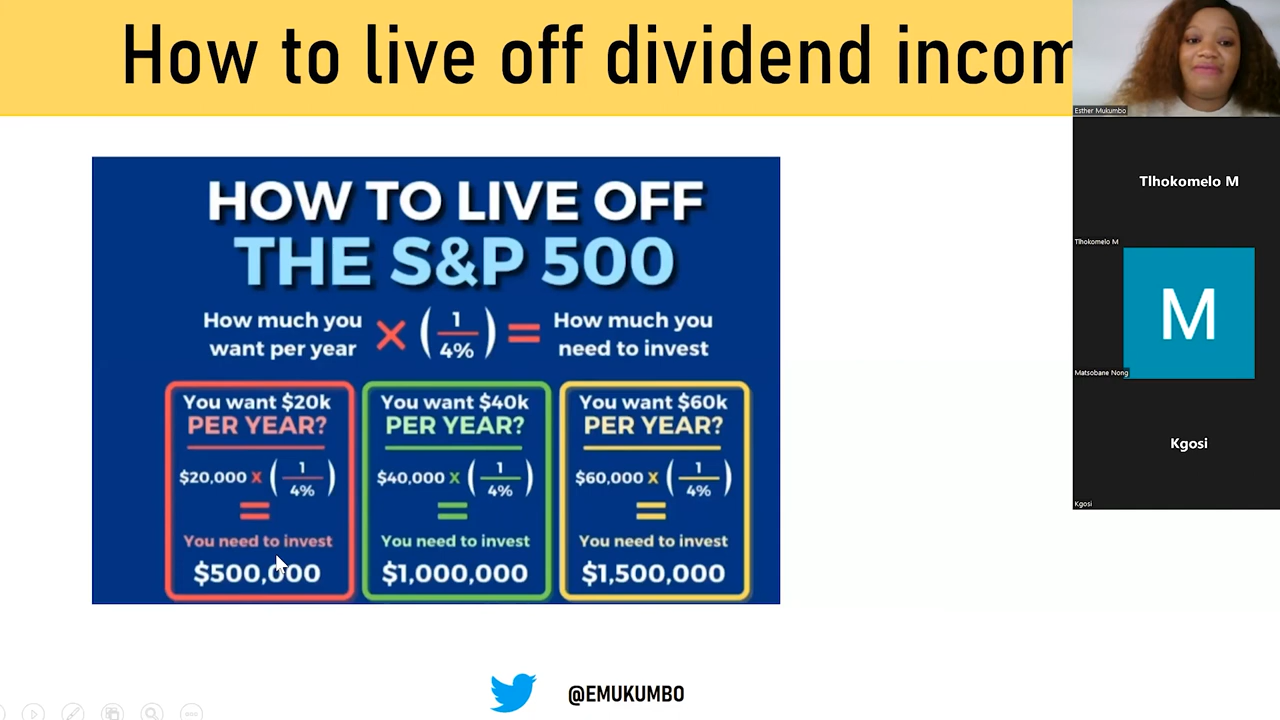 How to live off dividend incom
HOW TO LIVE OFF
THE S&P 500
How much you
want per year
×
(1/4%)
=
How much you
need to invest
You want $20k
PER YEAR?
$20,000 x (1/4%)
=
You need to invest
$500,000
You want $40k
PER YEAR?
$40,000 x (1/4%)
=
You need to invest
$1,000,000
You want $60k
PER YEAR?
$60,000 x (1/4%)
=
You need to invest
$1,500,000
@EMUKUMBO
Esther Mukumbo
Tlhokomelo M
Tlhokomelo M
M
Matsobane Nong
Kgosi
Kgosi